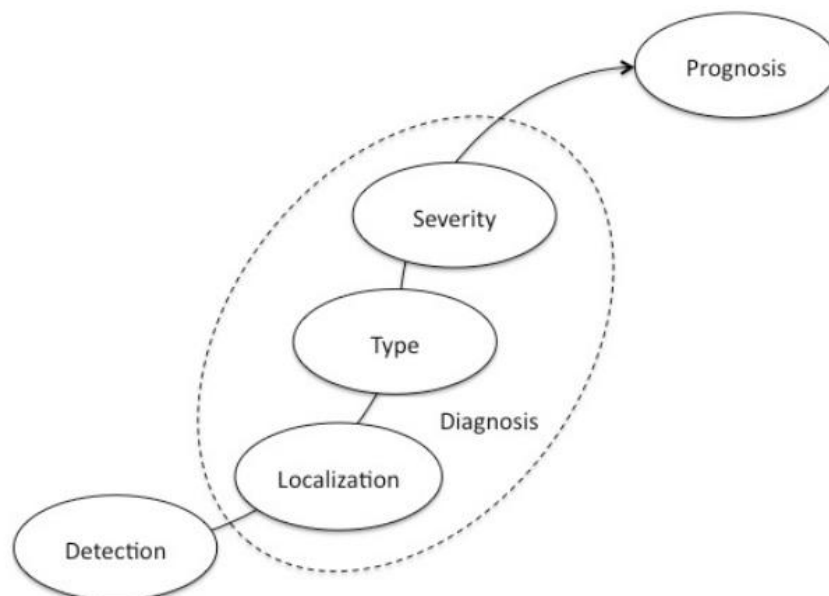 Prognosis
Severity
Type
Diagnosis
Localization
Detection